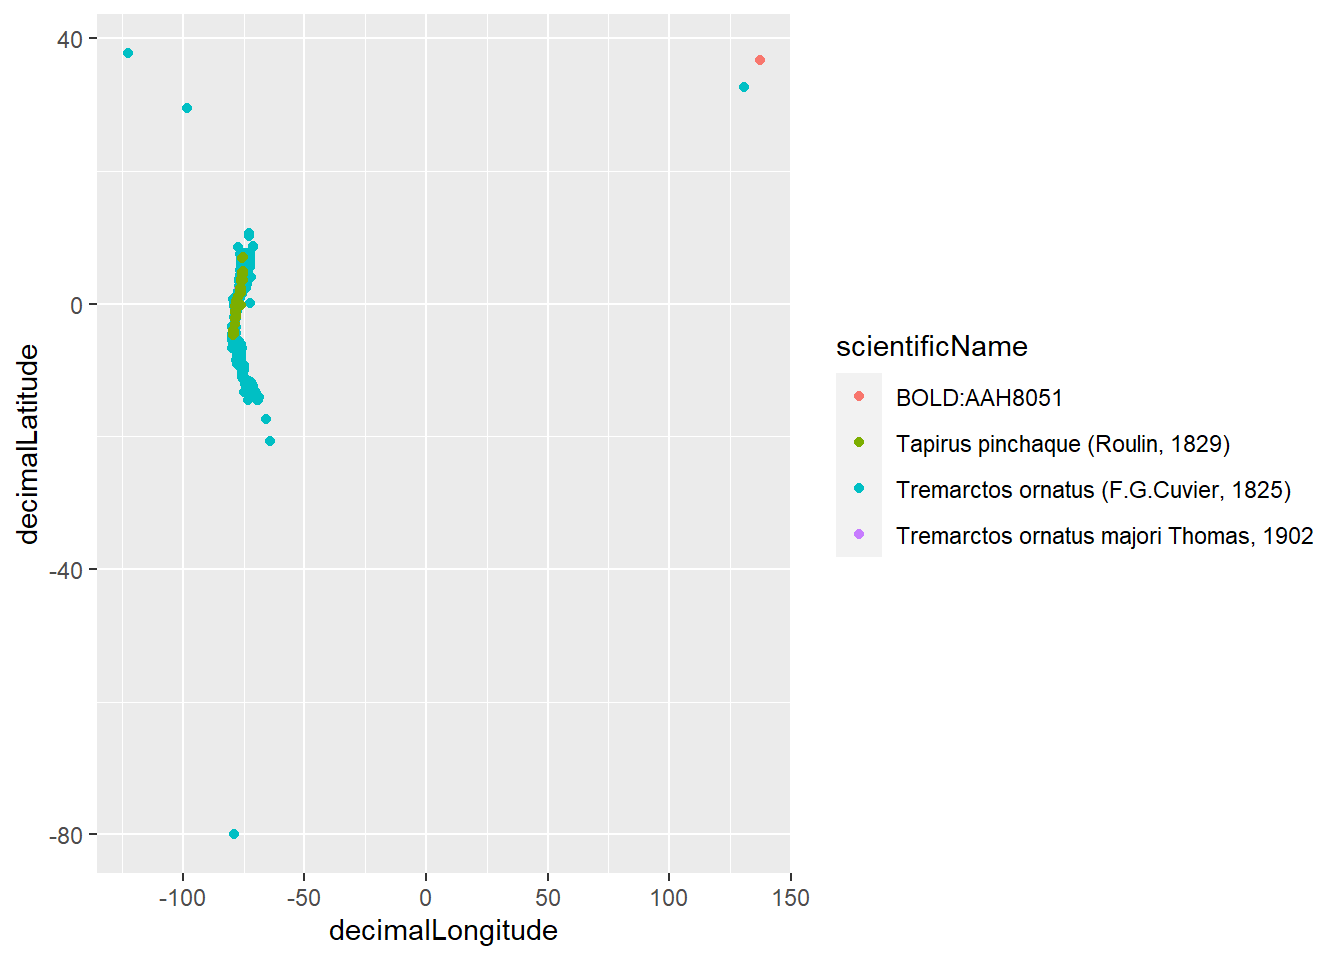 40
0
-40
-80
decimalLatitude
-100
-50
0
50
100
150
decimalLongitude
scientificName
BOLD:AAH8051
Tapirus pinchaque (Roulin, 1829)
Tremarctos ornatus (F.G.Cuvier, 1825)
Tremarctos ornatus majori Thomas, 1902